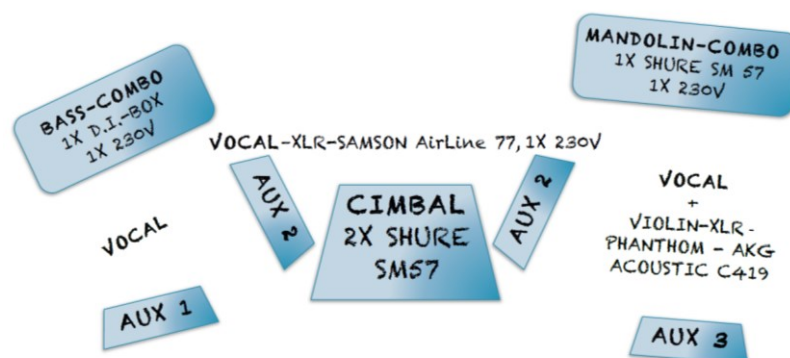 BASS-COMBO
1X D.I.-BOX
1X 230V
MANDOLIN-COMBO
1X SHURE SM 57
1X 230V
VOCAL-XLR-SAMSON AirLine 77, 1X 230V
VOCAL
AUX 2
CIMBAL
2X SHURE
SM57
AUX 2
VOCAL
+
VIOLIN-XLR-
PHANTHOM - AKG
ACOUSTIC C419
AUX 1
AUX 3